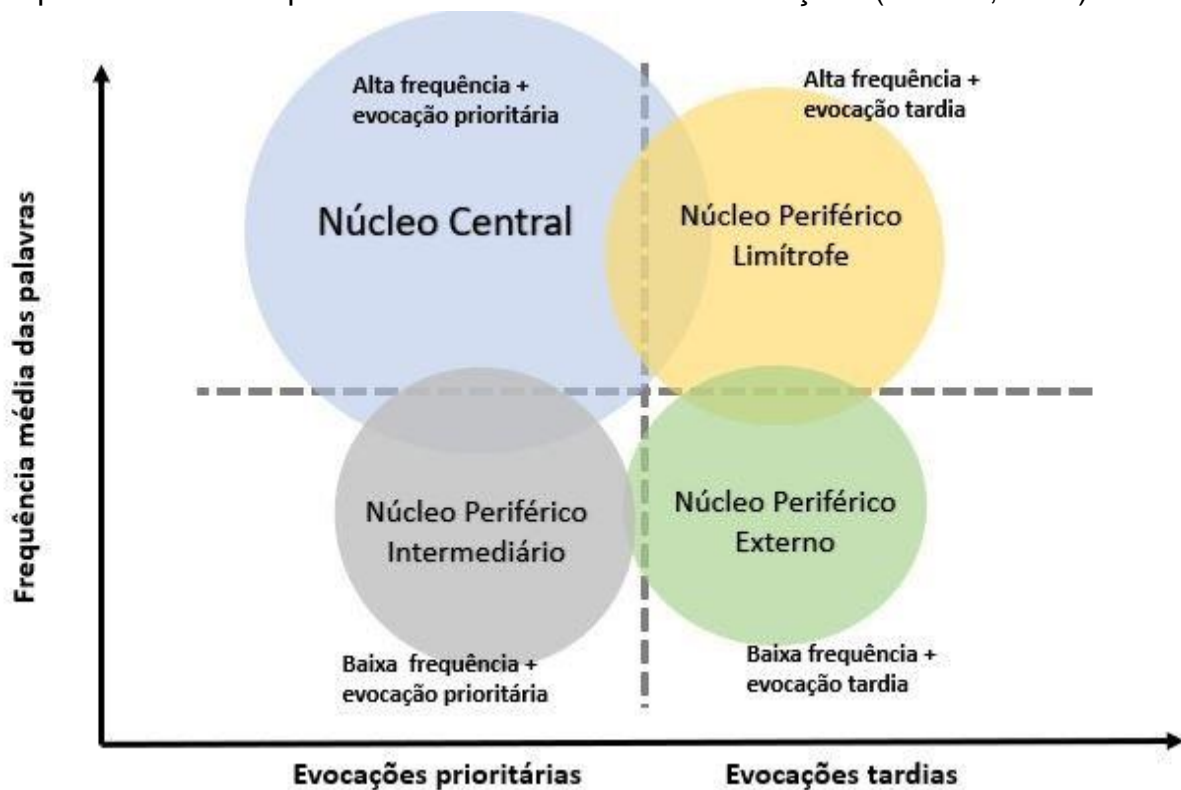 Alta frequência +
evocação prioritária
Alta frequência +
evocação tardia
Núcleo Central
Núcleo Periférico
Limítrofe
Frequência média das palavras
Núcleo Periférico
Intermediário
Núcleo Periférico
Externo
Baixa frequência +
evocação prioritária
Baixa frequência +
evocação tardia
Evocações prioritárias
Evocações tardias